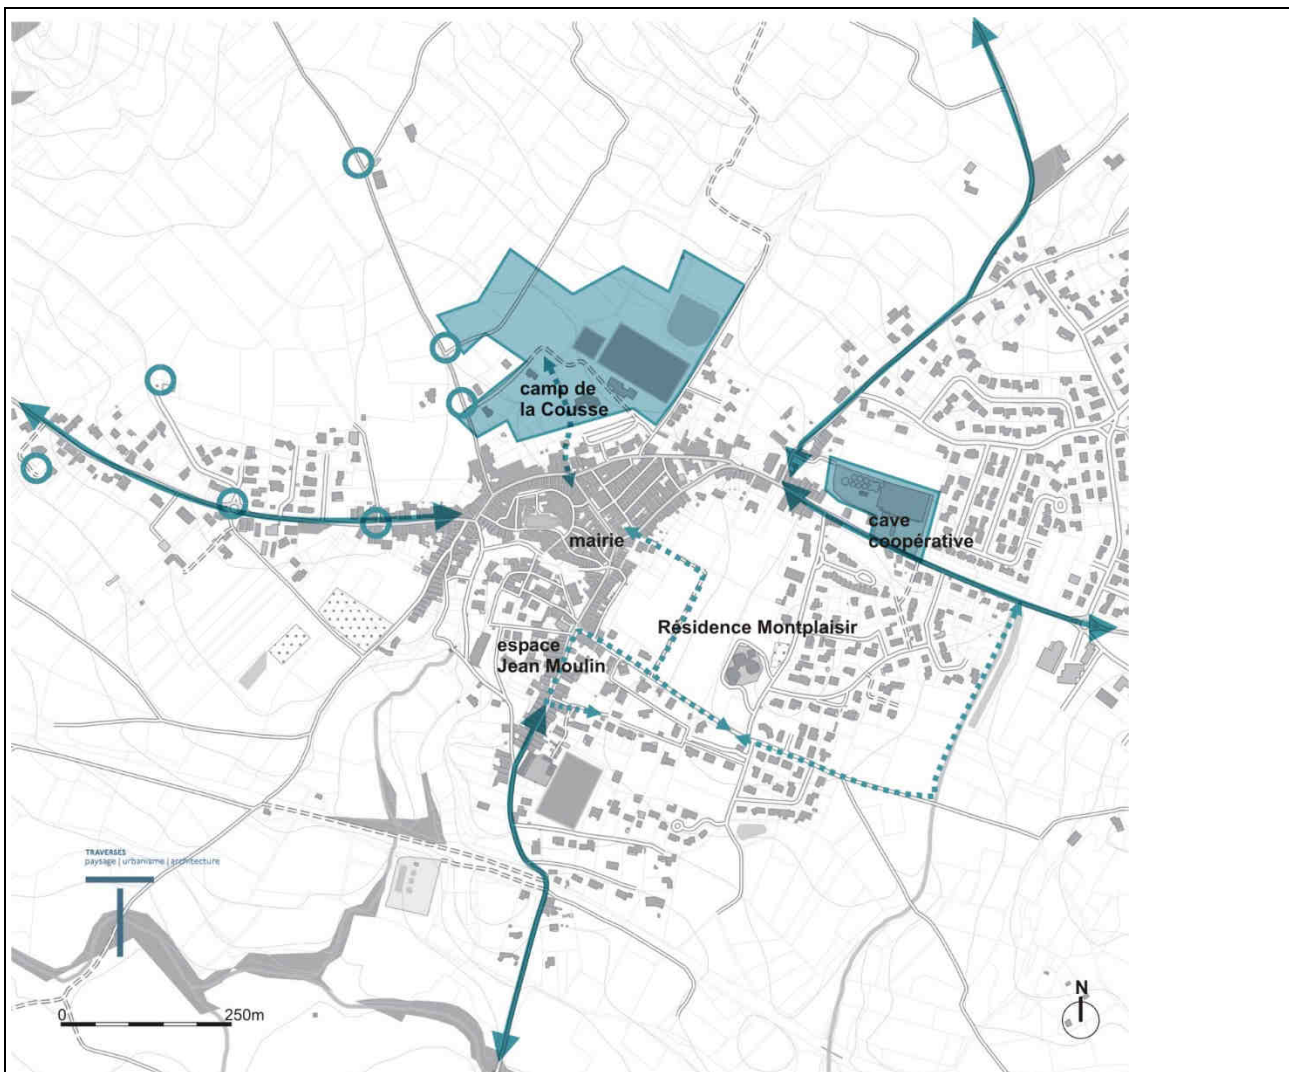 camp de
la Cousse
cave
coopérative
mairie
Résidence Montplaisir
espace
Jean Moulin
TRAVERSES
paysage | urbanisme | architecture
0 250m
N